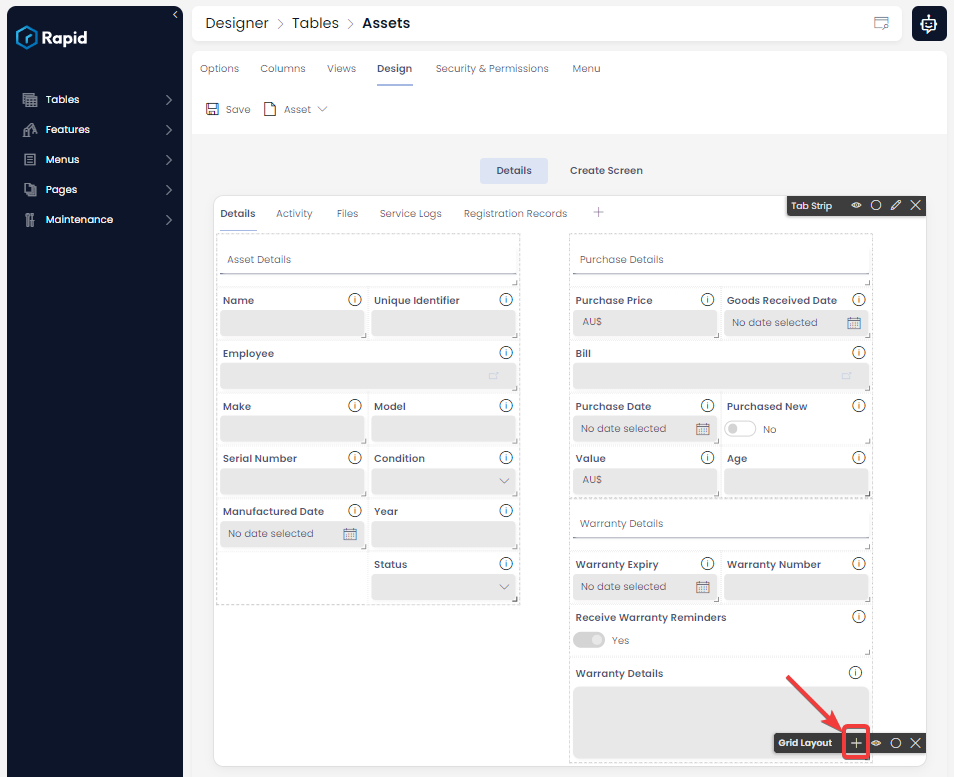 Rapid
Tables
Features
Menus
Pages
Maintenance
Designer > Tables > Assets
Options Columns Views Design Security & Permissions Menu
Save Asset
Details Create Screen
Details Activity Files Service Logs Registration Records +
Tab Strip
Asset Details
Name Unique Identifier
Employee
Make Model
Serial Number Condition
Manufactured Date Year
No date selected
Status
Purchase Details
Purchase Price Goods Received Date
AU$ No date selected
Bill
Purchase Date Purchased New
No date selected No
Value Age
AU$
Warranty Details
Warranty Expiry Warranty Number
No date selected
Receive Warranty Reminders
Yes
Warranty Details
Grid Layout